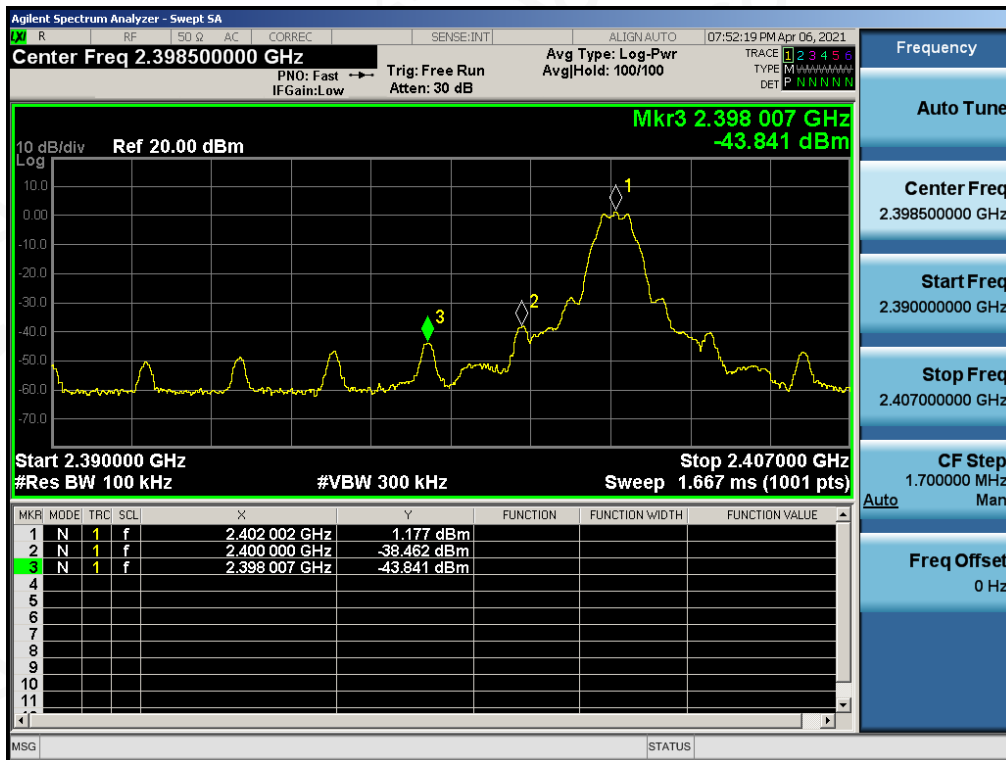 Agilent Spectrum Analyzer - Swept SA
LXI R RF 50 Ω AC CORREC SENSE:INT ALIGN AUTO 07:52:19 PM Apr 06, 2021
Center Freq 2.398500000 GHz
PNO: Fast
IFGain:Low
Trig: Free Run
Atten: 30 dB
Avg Type: Log-Pwr
Avg|Hold: 100/100
TRACE 1 2 3 4 5 6
TYPE M
DET P N N N N N
Mkr3 2.398 007 GHz
-43.841 dBm
10 dB/div Ref 20.00 dBm
Log
10.0
0.00
-10.0
-20.0
-30.0
-40.0
-50.0
-60.0
-70.0
1
2
3
Start 2.390000 GHz Stop 2.407000 GHz
#Res BW 100 kHz #VBW 300 kHz Sweep 1.667 ms (1001 pts)
MKR MODE TRC SCL X Y FUNCTION FUNCTION WIDTH FUNCTION VALUE
1 N 1 f 2.402 002 GHz 1.177 dBm
2 N 1 f 2.400 000 GHz -38.462 dBm
3 N 1 f 2.398 007 GHz -43.841 dBm
4
5
6
7
8
9
10
11
MSG STATUS
Frequency
Auto Tune
Center Freq
2.398500000 GHz
Start Freq
2.390000000 GHz
Stop Freq
2.407000000 GHz
CF Step
1.700000 MHz
Auto Man
Freq Offset
0 Hz